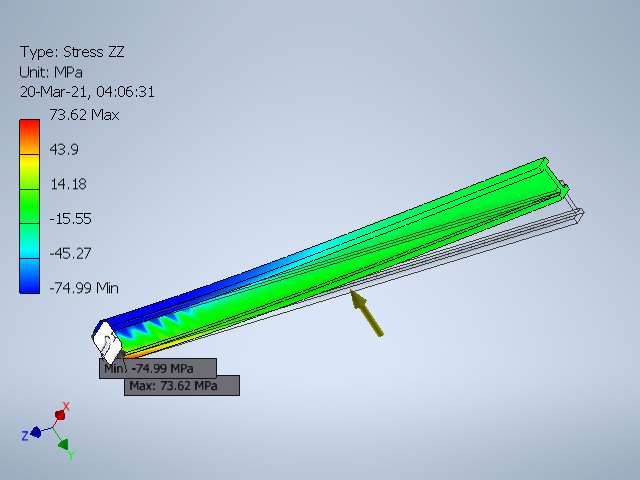 Type: Stress ZZ
Unit: MPa
20-Mar-21, 04:06:31
73.62 Max
43.9
14.18
-15.55
-45.27
-74.99 Min
Min: -74.99 MPa
Max: 73.62 MPa
X
Z
Y